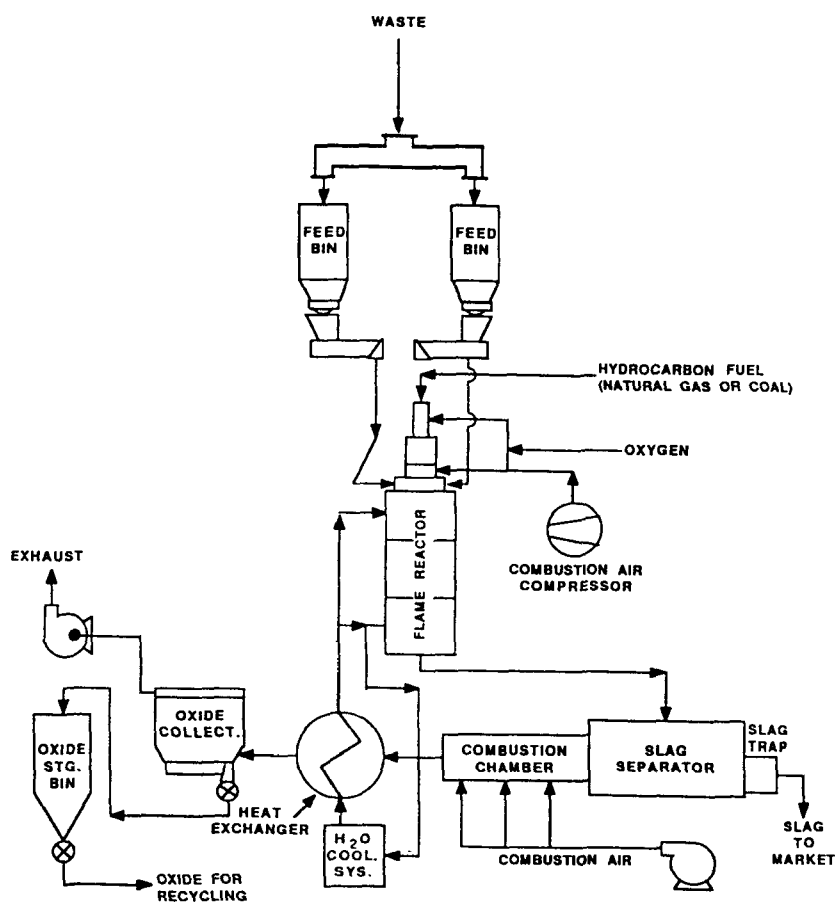 WASTE
FEED
BIN
FEED
BIN
HYDROCARBON FUEL
(NATURAL GAS OR COAL)
OXYGEN
COMBUSTION AIR
COMPRESSOR
FLAME REACTOR
EXHAUST
OXIDE
COLLECT.
OXIDE
STG.
BIN
HEAT
EXCHANGER
H2O
COOL.
SYS.
COMBUSTION
CHAMBER
SLAG
SEPARATOR
SLAG
TRAP
COMBUSTION AIR
SLAG
TO
MARKET
OXIDE FOR
RECYCLING